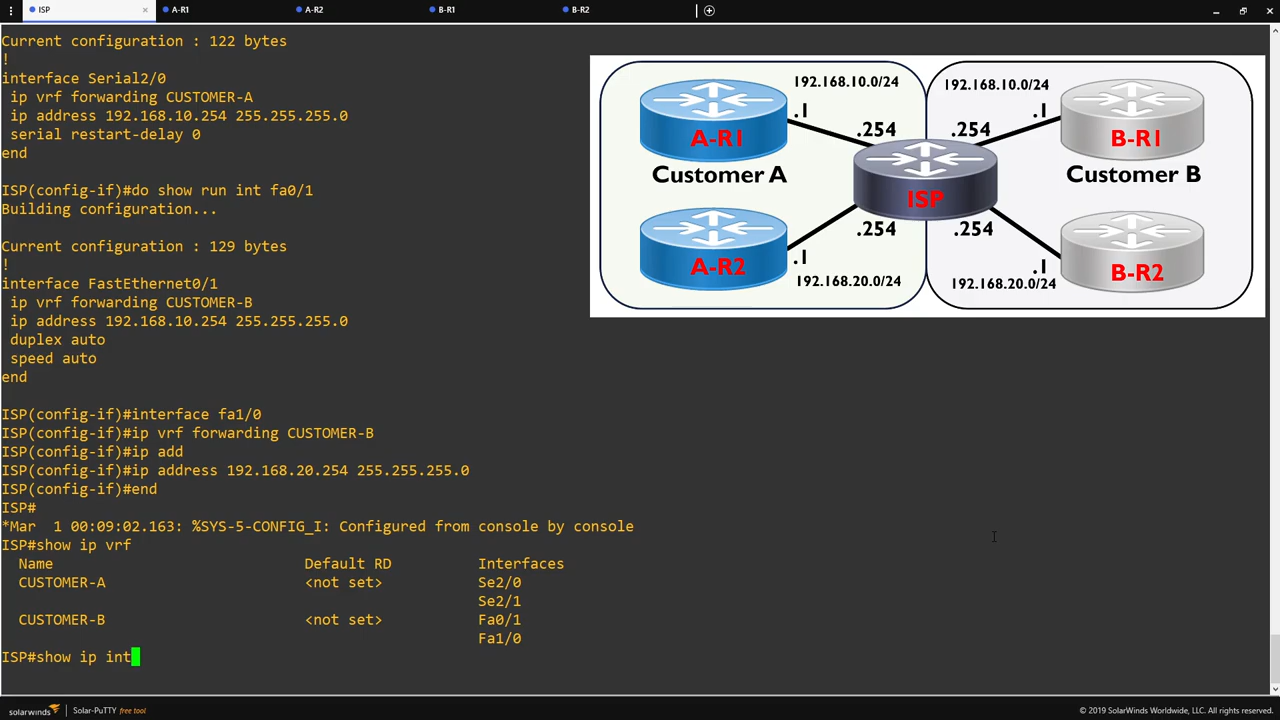 ISP
A-R1
A-R2
B-R1
B-R2
Current configuration : 122 bytes
!
interface Serial2/0
 ip vrf forwarding CUSTOMER-A
 ip address 192.168.10.254 255.255.255.0
 serial restart-delay 0
end
ISP(config-if)#do show run int fa0/1
Building configuration...
Current configuration : 129 bytes
!
interface FastEthernet0/1
 ip vrf forwarding CUSTOMER-B
 ip address 192.168.10.254 255.255.255.0
 duplex auto
 speed auto
end
ISP(config-if)#interface fa1/0
ISP(config-if)#ip vrf forwarding CUSTOMER-B
ISP(config-if)#ip add
ISP(config-if)#ip address 192.168.20.254 255.255.255.0
ISP(config-if)#end
ISP#
*Mar  1 00:09:02.163: %SYS-5-CONFIG_I: Configured from console by console
ISP#show ip vrf
  Name                             Default RD          Interfaces
  CUSTOMER-A                       <not set>           Se2/0
                                                       Se2/1
  CUSTOMER-B                       <not set>           Fa0/1
                                                       Fa1/0
ISP#show ip int
192.168.10.0/24
192.168.10.0/24
.1
.1
A-R1
.254
.254
B-R1
Customer A
Customer B
ISP
.254
.254
A-R2
.1
.1
B-R2
192.168.20.0/24
192.168.20.0/24
solarwinds
Solar-PuTTY free tool
© 2019 SolarWinds Worldwide, LLC. All rights reserved.